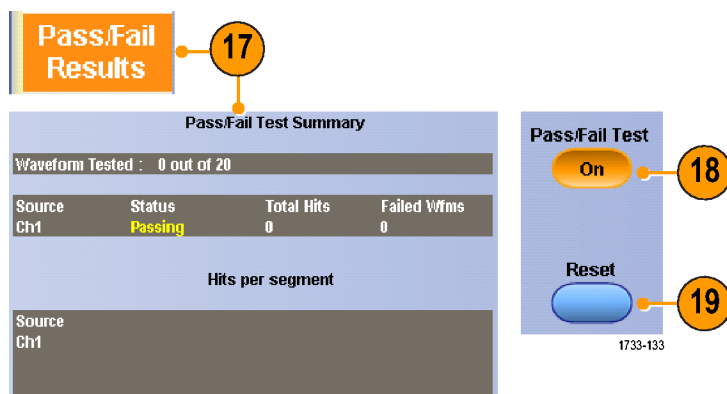 Pass/Fail
Results
17
Pass/Fail Test Summary
Waveform Tested : 0 out of 20
Source Status Total Hits Failed Wfms
Ch1 Passing 0 0
Hits per segment
Source
Ch1
Pass/Fail Test
On
18
Reset
19
1733-133